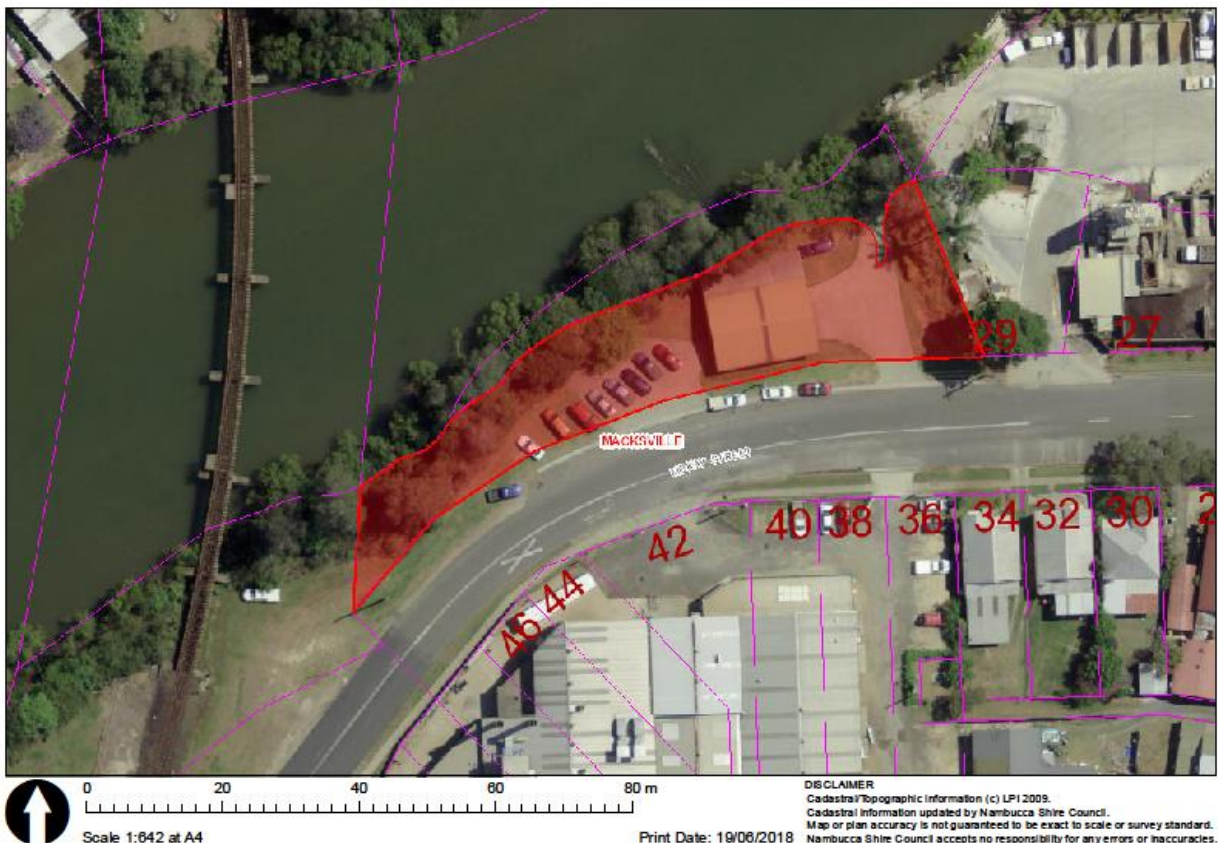 29
27
MACKSVILLE
42
40
38
36
34
32
30
2
44
46
0 20 40 60 80 m
Scale 1:642 at A4
Print Date: 19/06/2018
DISCLAIMER
Cadastral/Topographic Information (c) LPI 2009.
Cadastral Information updated by Nambucca Shire Council.
Map or plan accuracy is not guaranteed to be exact to scale or survey standard.
Nambucca Shire Council accepts no responsibility for any errors or inaccuracies.